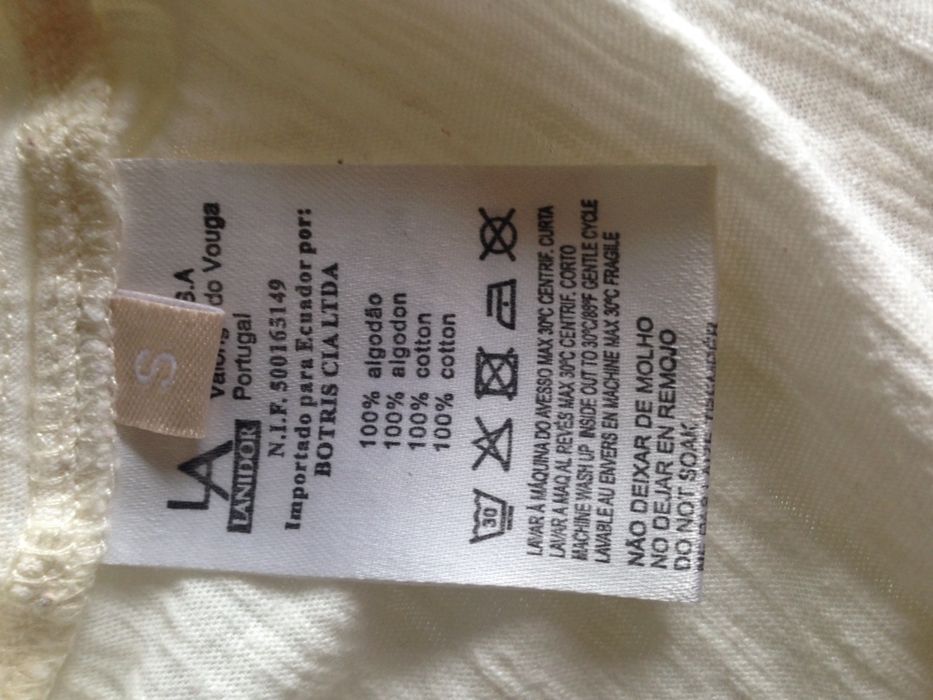 S
LA
LANIDOR
S.A
do Vouga
Portugal
N.I.F. 500163149
Importado para Ecuador por:
BOTRIS CIA LTDA
100% algodão
100% algodon
100% cotton
100% cotton
30
LAVAR À MÁQUINA DO AVESSO MAX 30ºC CENTRIF. CURTA
LAVAR A MAQ AL REVÉS MAX 30ºC CENTRIF. CORTO
MACHINE WASH UP INSIDE OUT TO 30ºC/89ºF GENTLE CYCLE
LAVABLE AU ENVERS EN MACHINE MAX 30ºC FRAGILE
NÃO DEIXAR DE MOLHO
NO DEJAR EN REMOJO
DO NOT SOAK